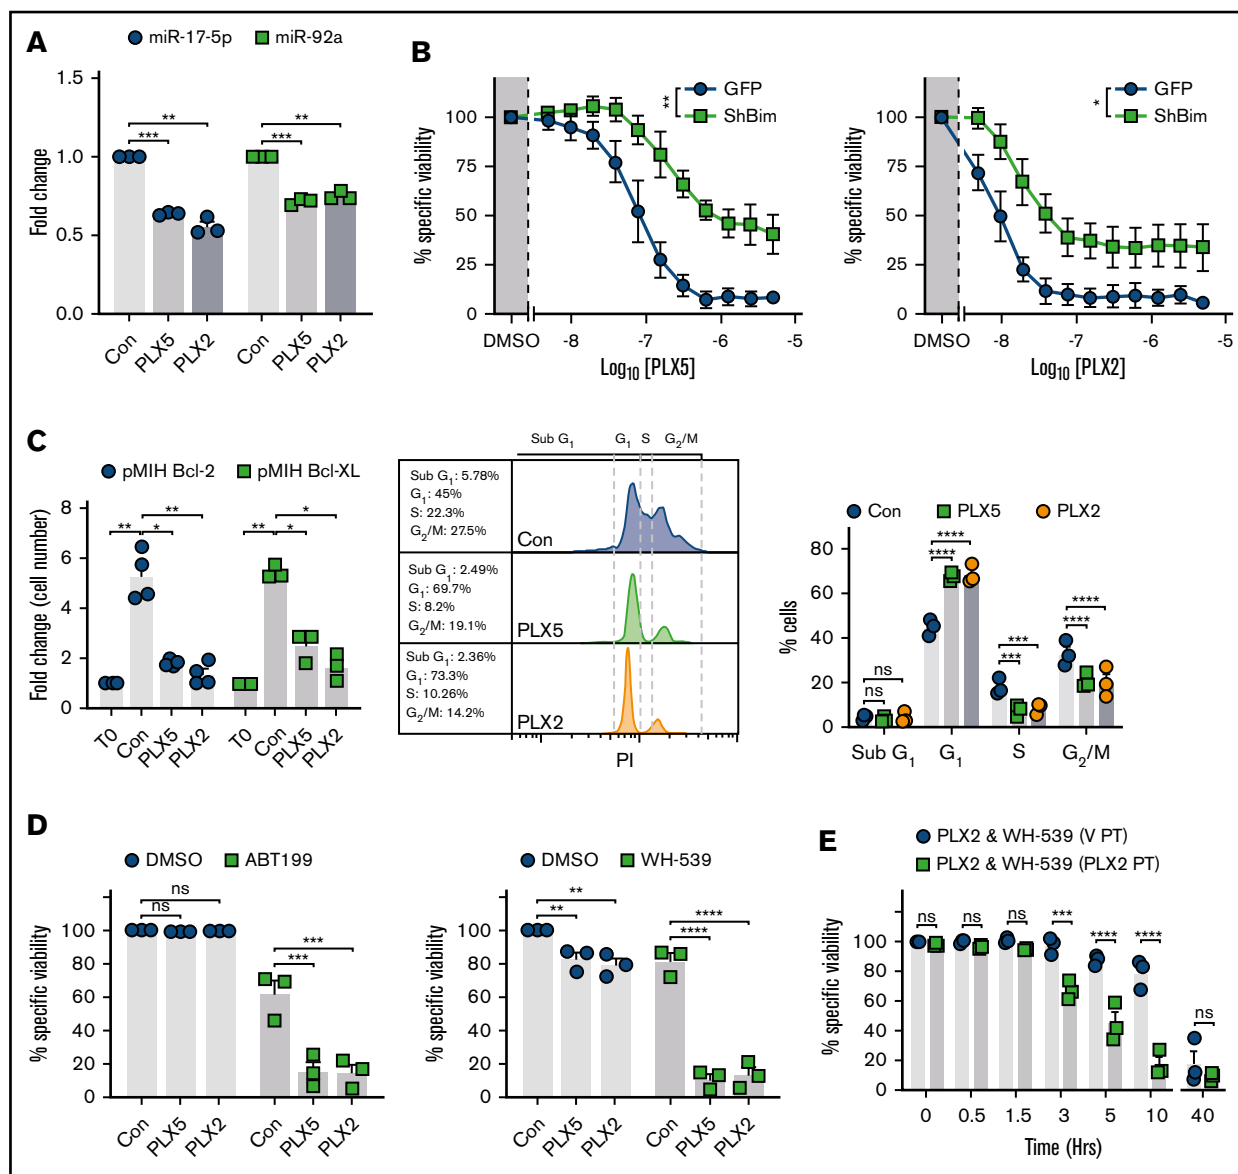 A
miR-17-5p miR-92a
Fold change
1.5
1.0
0.5
0.0
** **
*** ***
Con PLX5 PLX2 Con PLX5 PLX2
B
% specific viability
100
75
50
25
0
** GFP
ShBim
DMSO -8 -7 -6 -5
Log10 [PLX5]
% specific viability
100
75
50
25
0
* GFP
ShBim
DMSO -8 -7 -6 -5
Log10 [PLX2]
C
pMIH Bcl-2 pMIH Bcl-XL
Fold change (cell number)
8
6
4
2
0
** *
** * ** *
T0 Con PLX5 PLX2 T0 Con PLX5 PLX2
Sub G1 G1 S G2/M
Sub G1: 5.78%
G1: 45%
S: 22.3%
G2/M: 27.5%
Con
Sub G1: 2.49%
G1: 69.7%
S: 8.2%
G2/M: 19.1%
PLX5
Sub G1: 2.36%
G1: 73.3%
S: 10.26%
G2/M: 14.2%
PLX2
PI
Con PLX5 PLX2
% cells
80
60
40
20
0
ns
ns
****
****
***
***
****
****
Sub G1 G1 S G2/M
D
DMSO ABT199
% specific viability
100
80
60
40
20
0
ns
ns
***
***
Con PLX5 PLX2 Con PLX5 PLX2
DMSO WH-539
% specific viability
100
80
60
40
20
0
**
**
****
****
Con PLX5 PLX2 Con PLX5 PLX2
E
PLX2 & WH-539 (V PT)
PLX2 & WH-539 (PLX2 PT)
% specific viability
100
80
60
40
20
0
ns ns ns *** **** **** ns
0 0.5 1.5 3 5 10 40
Time (Hrs)